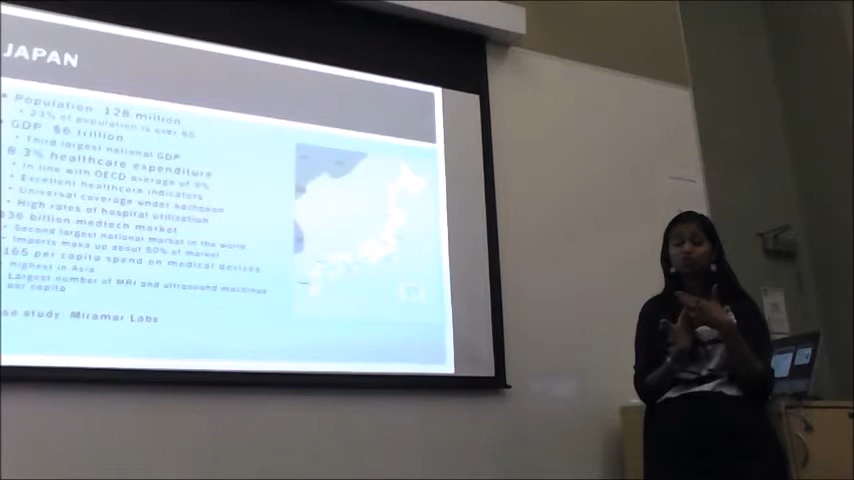 JAPAN
Population: 128 million
23% of population is over 65
GDP: $6 trillion
Third largest national GDP
8.3% healthcare expenditure
In line with OECD average of 9%
Excellent healthcare indicators
Universal coverage under kaihoken
High rates of hospital utilisation
$36 billion medtech market
Second largest national market in the world
Imports make up about 50% of market
per capita spend on medical devices
Highest in Asia
Largest number of MRI and ultrasound machines
per capita
study: Miramar Labs